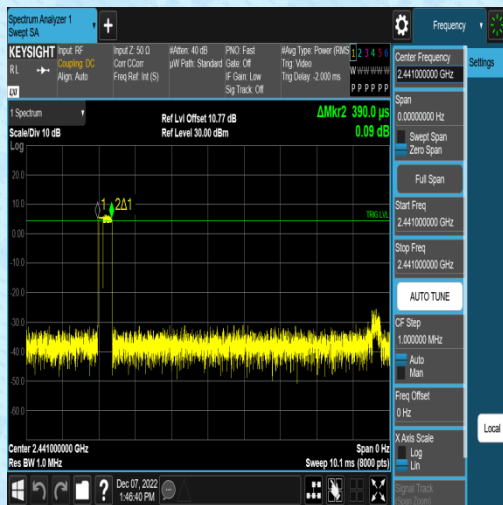 Spectrum Analyzer 1
Swept SA
Frequency
KEYSIGHT Input: RF Input Z: 50 Ω #Atten: 40 dB PNO: Fast #Avg Type: Power (RMS 1 2 3 4 5 6
RL Coupling: DC Corr CCorr µW Path: Standard Gate: Off Trig: Video
Align: Auto Freq Ref: Int (S) IF Gain: Low Trig Delay -2.000 ms W W W W W W
Sig Track: Off P P P P P P
LXI
1 Spectrum
Scale/Div 10 dB
Ref Lvl Offset 10.77 dB
Ref Level 30.00 dBm
ΔMkr2 390.0 µs
0.09 dB
Log
20.0
10.0
0.00
-10.0
-20.0
-30.0
-40.0
-50.0
-60.0
1 2Δ1
TRIG LVL
Center 2.441000000 GHz
Res BW 1.0 MHz
Span 0 Hz
Sweep 10.1 ms (8000 pts)
Dec 07, 2022
1:46:40 PM
Center Frequency
2.441000000 GHz
Settings
Span
0.00000000 Hz
Swept Span
Zero Span
Full Span
Start Freq
2.441000000 GHz
Stop Freq
2.441000000 GHz
AUTO TUNE
CF Step
1.000000 MHz
Auto
Man
Freq Offset
0 Hz
X Axis Scale
Log
Lin
Signal Track
(Span Zoom)
Local